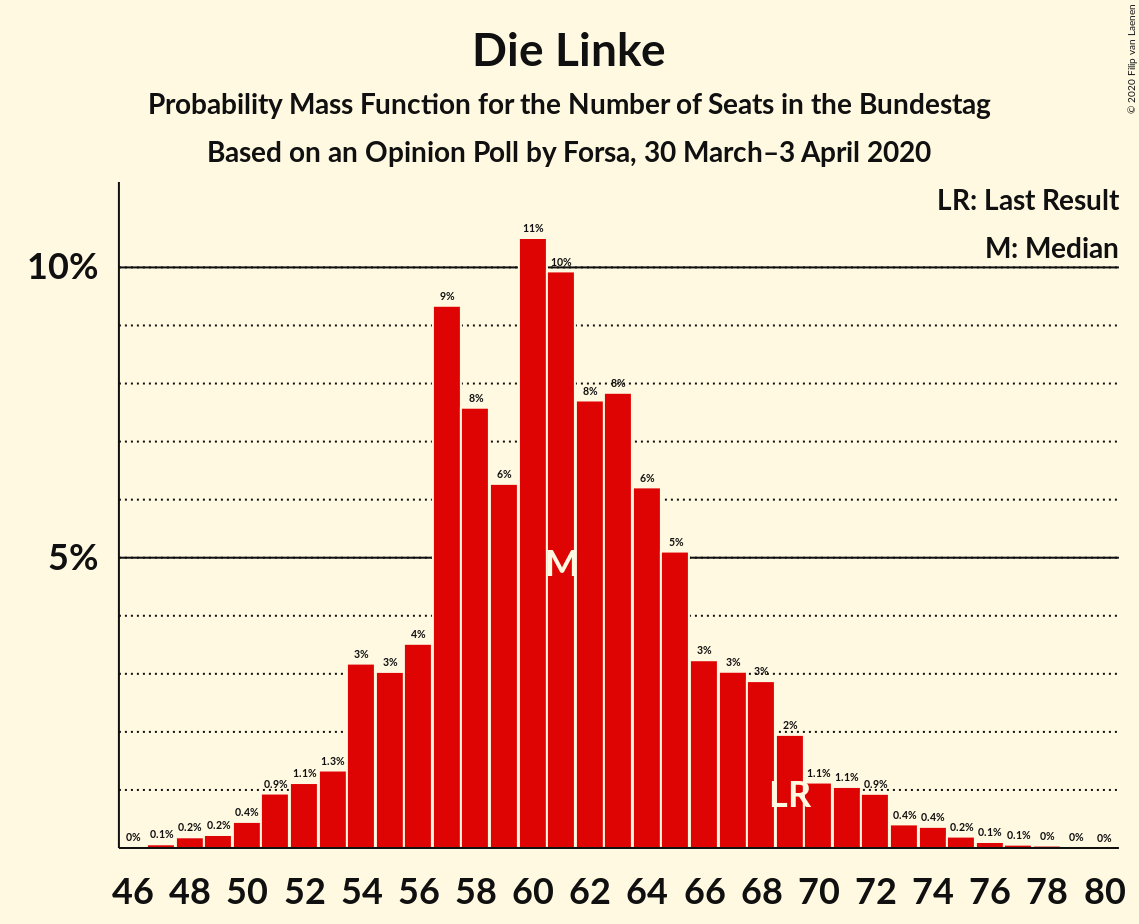 Die Linke
Probability Mass Function for the Number of Seats in the Bundestag
Based on an Opinion Poll by Forsa, 30 March–3 April 2020
© 2020 Filip van Laenen
LR: Last Result
M: Median
10%
5%
0% 0.1% 0.2% 0.2% 0.4% 0.9% 1.1% 1.3% 3% 3% 4% 9% 8% 6% 11% 10% 8% 8% 6% 5% 3% 3% 3% 2% 1.1% 1.1% 0.9% 0.4% 0.4% 0.2% 0.1% 0.1% 0% 0% 0%
M
LR
46 48 50 52 54 56 58 60 62 64 66 68 70 72 74 76 78 80